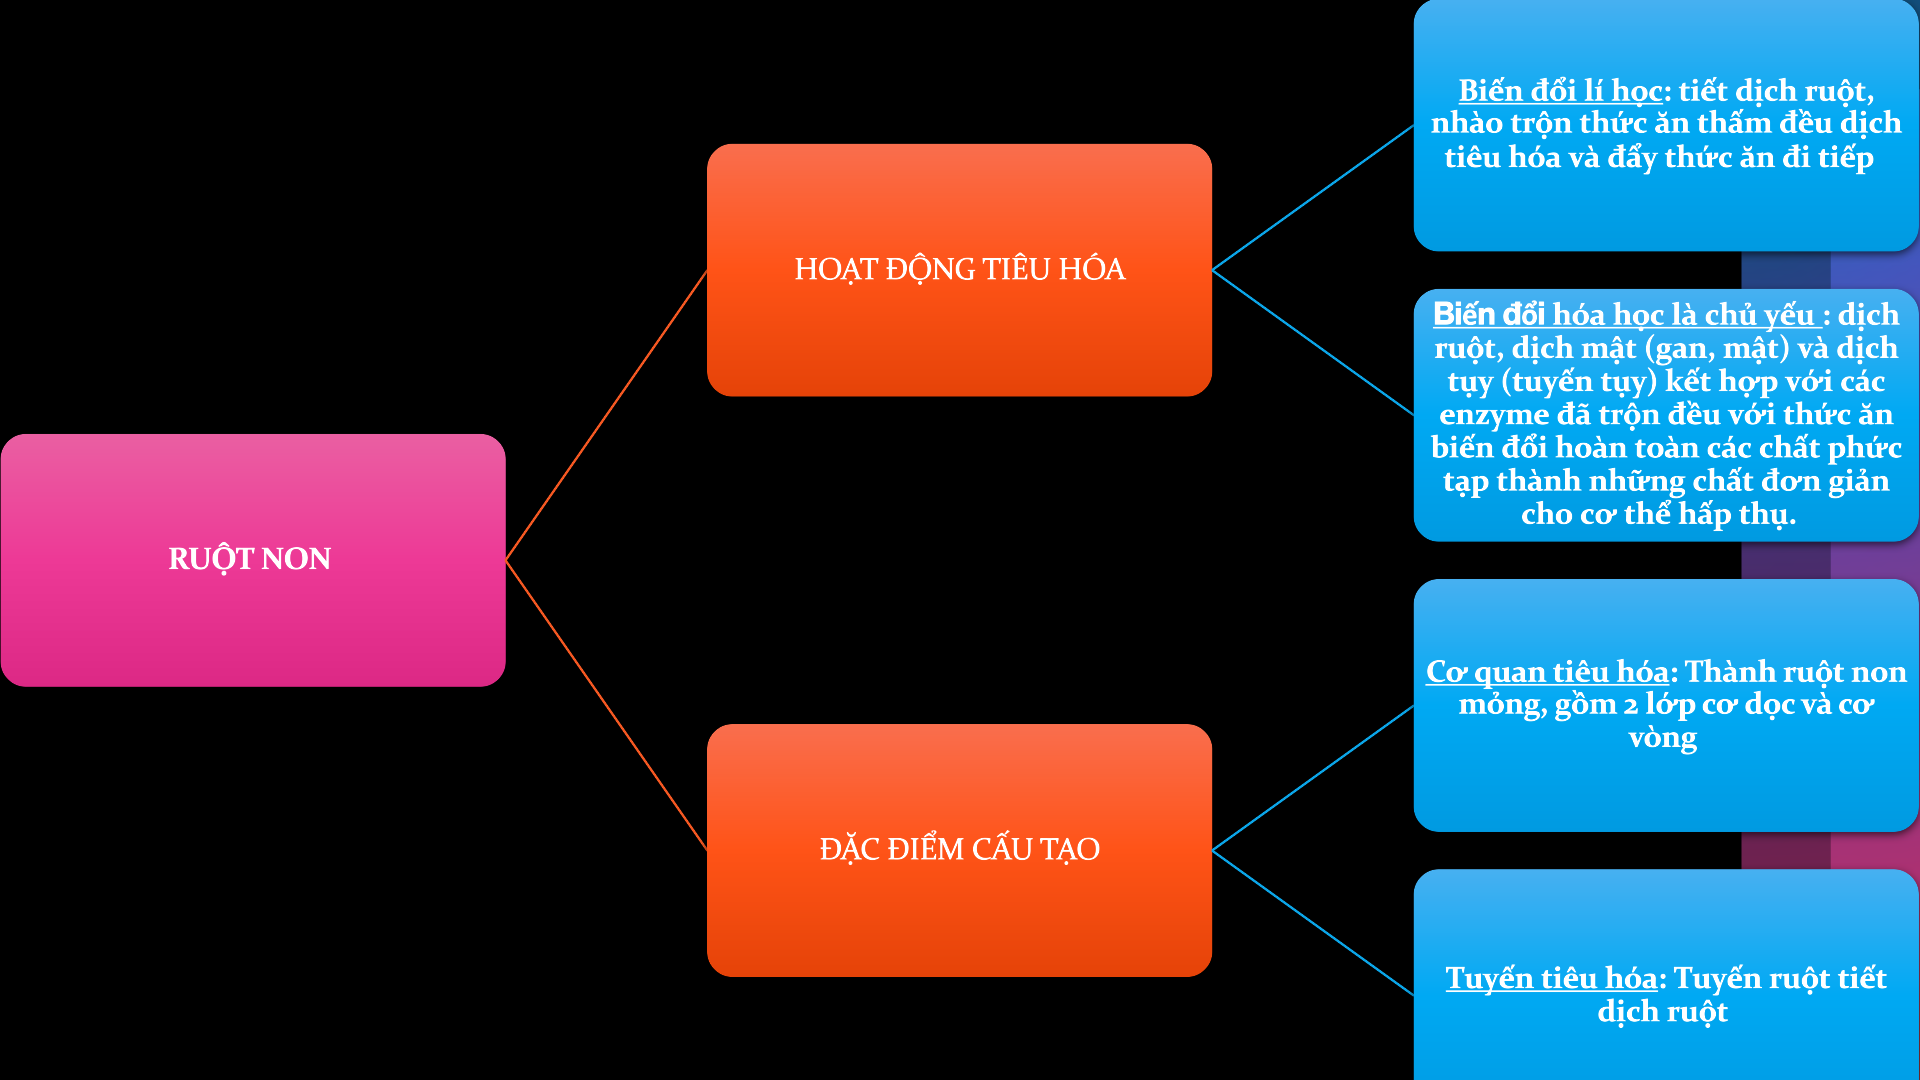 RUỘT NON
HOẠT ĐỘNG TIÊU HÓA
Biến đổi lí học: tiết dịch ruột,
nhào trộn thức ăn thấm đều dịch
tiêu hóa và đẩy thức ăn đi tiếp
Biến đổi hóa học là chủ yếu : dịch
ruột, dịch mật (gan, mật) và dịch
tụy (tuyến tụy) kết hợp với các
enzyme đã trộn đều với thức ăn
biến đổi hoàn toàn các chất phức
tạp thành những chất đơn giản
cho cơ thể hấp thụ.
ĐẶC ĐIỂM CẤU TẠO
Cơ quan tiêu hóa: Thành ruột non
mỏng, gồm 2 lớp cơ dọc và cơ
vòng
Tuyến tiêu hóa: Tuyến ruột tiết
dịch ruột